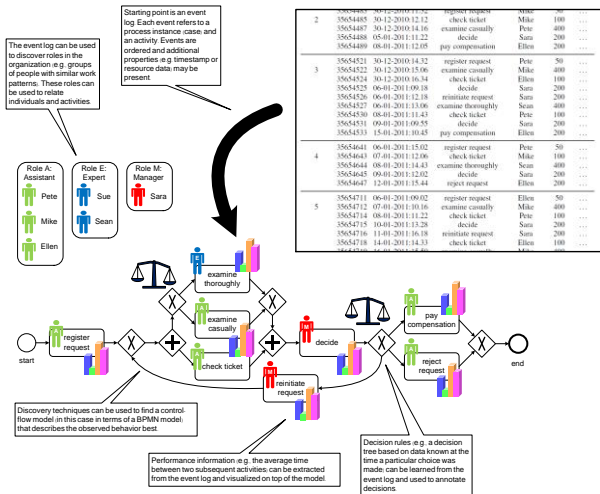 The event log can be used
to discover roles in the
organization (e.g. groups
of people with similar work
patterns). These roles can
be used to relate
individuals and activities.
Starting point is an event
log. Each event refers to a
process instance (case) and
an activity. Events are
ordered and additional
properties (e.g. timestamp or
resource data) may be
present.
35654483 30-12-2010:11.32 register request Mike 50 ...
2 35654485 30-12-2010:12.12 check ticket Mike 100 ...
35654487 30-12-2010:14.16 examine casually Pete 400 ...
35654488 05-01-2011:11.22 decide Sara 200 ...
35654489 08-01-2011:12.05 pay compensation Ellen 200 ...
35654521 30-12-2010:14.32 register request Pete 50 ...
3 35654522 30-12-2010:15.06 examine casually Mike 400 ...
35654524 30-12-2010:16.34 check ticket Ellen 100 ...
35654525 06-01-2011:09.18 decide Sara 200 ...
35654526 06-01-2011:12.18 reinitiate request Sara 200 ...
35654527 06-01-2011:13.06 examine thoroughly Sean 400 ...
35654530 08-01-2011:11.43 check ticket Pete 100 ...
35654531 09-01-2011:09.55 decide Sara 200 ...
35654533 15-01-2011:10.45 pay compensation Ellen 200 ...
35654641 06-01-2011:15.02 register request Pete 50 ...
4 35654643 07-01-2011:12.06 check ticket Mike 100 ...
35654644 08-01-2011:14.43 examine thoroughly Sean 400 ...
35654645 09-01-2011:12.02 decide Sara 200 ...
35654647 12-01-2011:15.44 reject request Ellen 200 ...
35654711 06-01-2011:09.02 register request Ellen 50 ...
5 35654712 07-01-2011:10.16 examine casually Mike 400 ...
35654714 08-01-2011:11.22 check ticket Pete 100 ...
35654715 10-01-2011:13.28 decide Sara 200 ...
35654716 11-01-2011:16.18 reinitiate request Sara 200 ...
35654718 14-01-2011:14.33 check ticket Ellen 100 ...
Role A:
Assistant
Pete
Mike
Ellen
Role E:
Expert
Sue
Sean
Role M:
Manager
Sara
E
examine
thoroughly
A
examine
casually
A
check ticket
A
register
request
start
M
decide
M
reinitiate
request
A
pay
compensation
A
reject
request
end
Discovery techniques can be used to find a control-
flow model (in this case in terms of a BPMN model)
that describes the observed behavior best.
Performance information (e.g. the average time
between two subsequent activities) can be extracted
from the event log and visualized on top of the model.
Decision rules (e.g. a decision
tree based on data known at the
time a particular choice was
made) can be learned from the
event log and used to annotate
decisions.